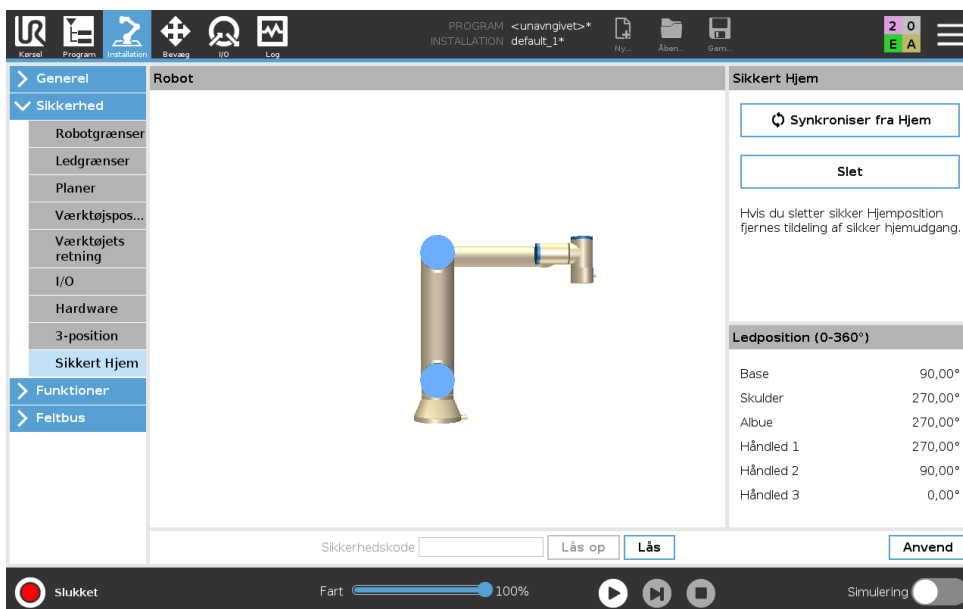 UR
PROGRAM <unavngivet>*
INSTALLATION default_1*
Kørsel Program Installation Bevæg I/O Log
Ny... Åben... Gem...
2 0
E A
Generel
Sikkerhed
Robotgrænser
Ledgrænser
Planer
Værktøjspos...
Værktøjets
retning
I/O
Hardware
3-position
Sikkert Hjem
Funktioner
Feltbus
Robot
Sikkert Hjem
Synkroniser fra Hjem
Slet
Hvis du sletter sikker Hjemposition
fjernes tildeling af sikker hjemudgang.
Ledposition (0-360°)
Base 90,00°
Skulder 270,00°
Albue 270,00°
Håndled 1 270,00°
Håndled 2 90,00°
Håndled 3 0,00°
Sikkerhedskode Lås op Lås Anvend
Slukket Fart 100% Simulering